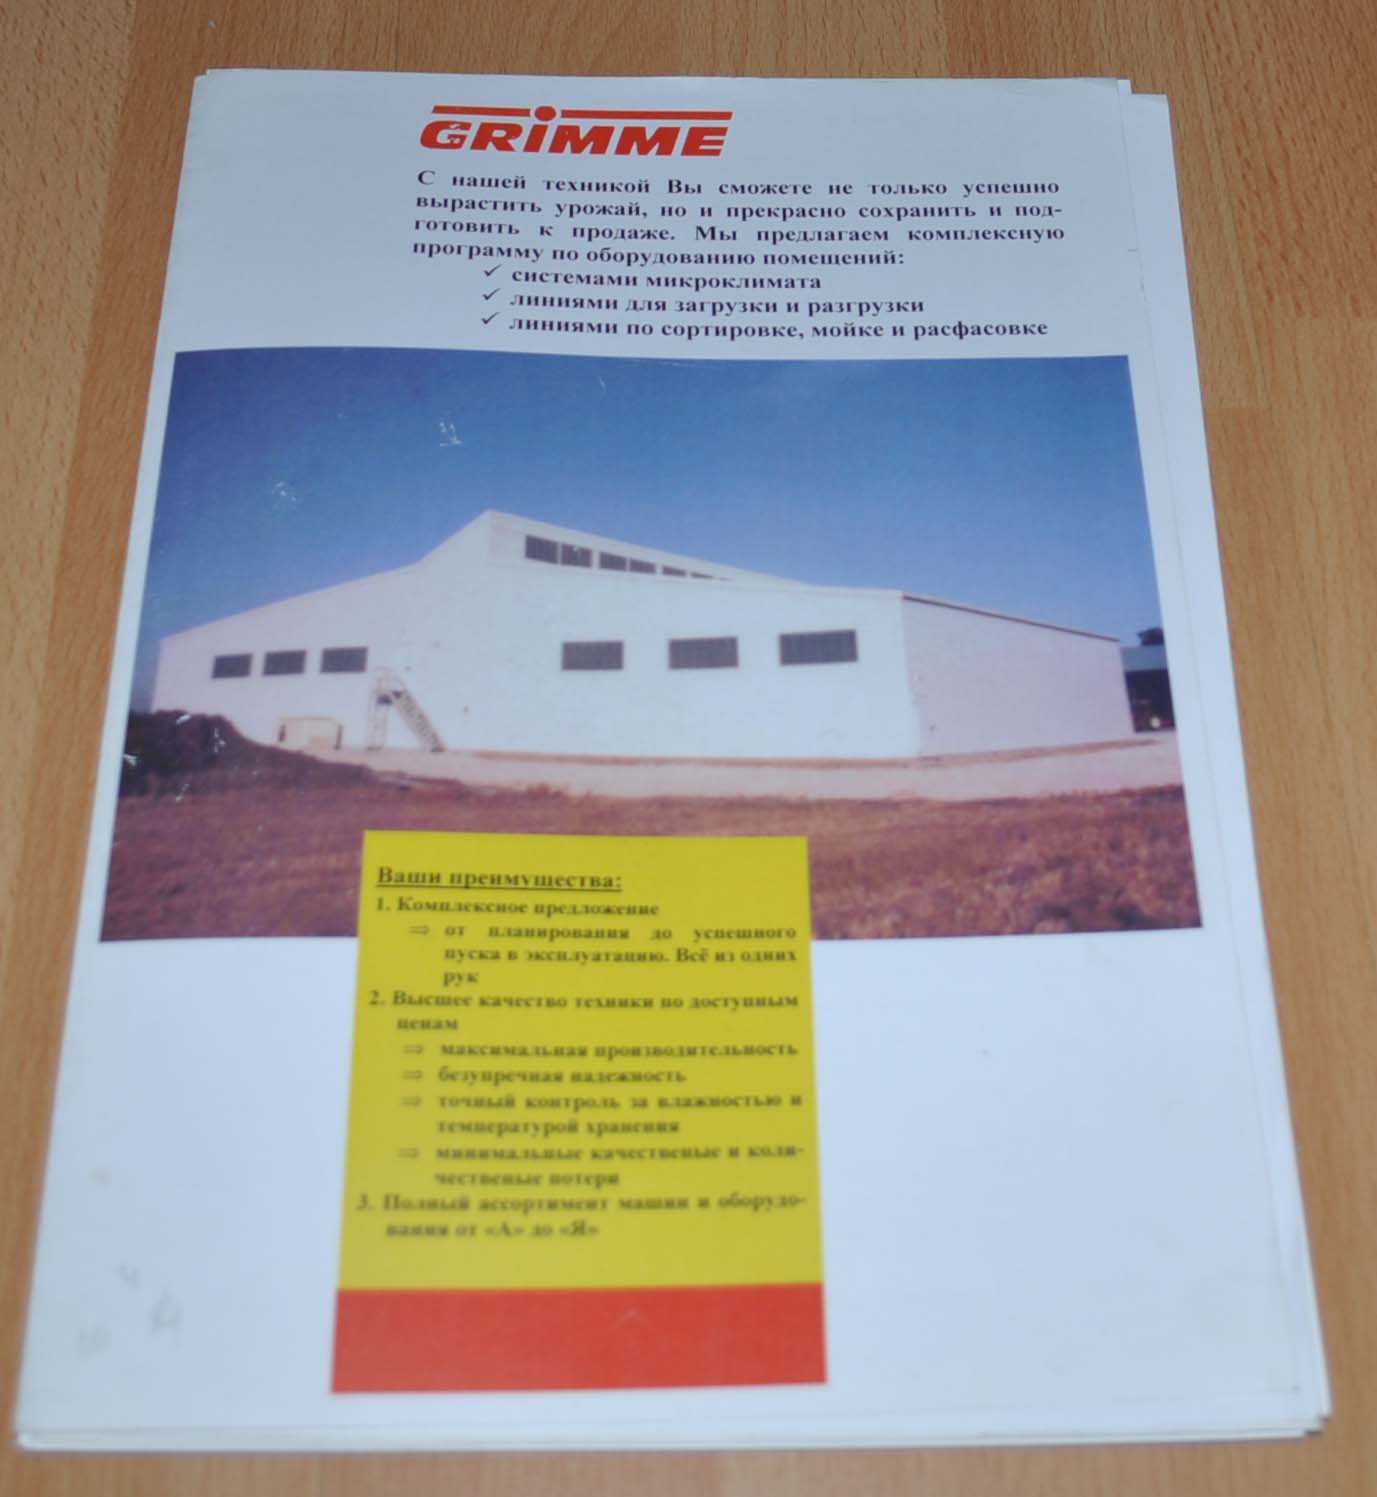 GRIMME
С нашей техникой Вы сможете не только успешно
вырастить урожай, но и прекрасно сохранить и под-
готовить к продаже. Мы предлагаем комплексную
программу по оборудованию помещений:
✓ системами микроклимата
✓ линиями для загрузки и разгрузки
✓ линиями по сортировке, мойке и расфасовке
Ваши преимущества:
1. Комплексное предложение
⇒ от планирования до успешного
пуска в эксплуатацию. Всё из одних
рук
2. Высшее качество техники по доступным
ценам
⇒ максимальная производительность
⇒ безупречная надежность
⇒ точный контроль за влажностью и
температурой хранения
⇒ минимальные качественые и коли-
чественые потери
3. Полный ассортимент машин и оборудо-
вания от «А» до «Я»